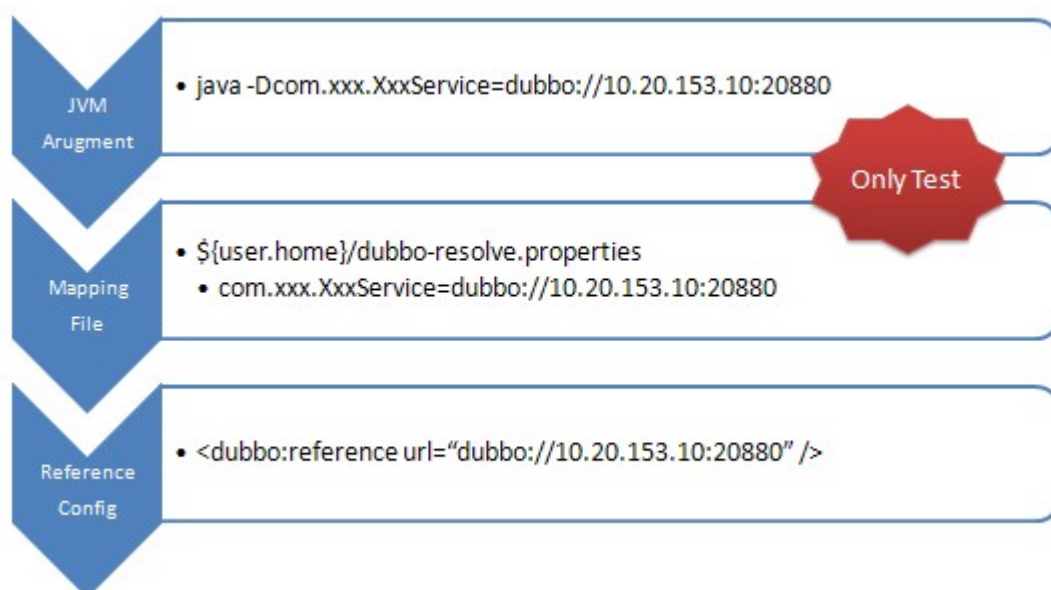 JVM
Arugment
• java -Dcom.xxx.XxxService=dubbo://10.20.153.10:20880
Only Test
Mapping
File
• ${user.home}/dubbo-resolve.properties
• com.xxx.XxxService=dubbo://10.20.153.10:20880
Reference
Config
• <dubbo:reference url=“dubbo://10.20.153.10:20880” />